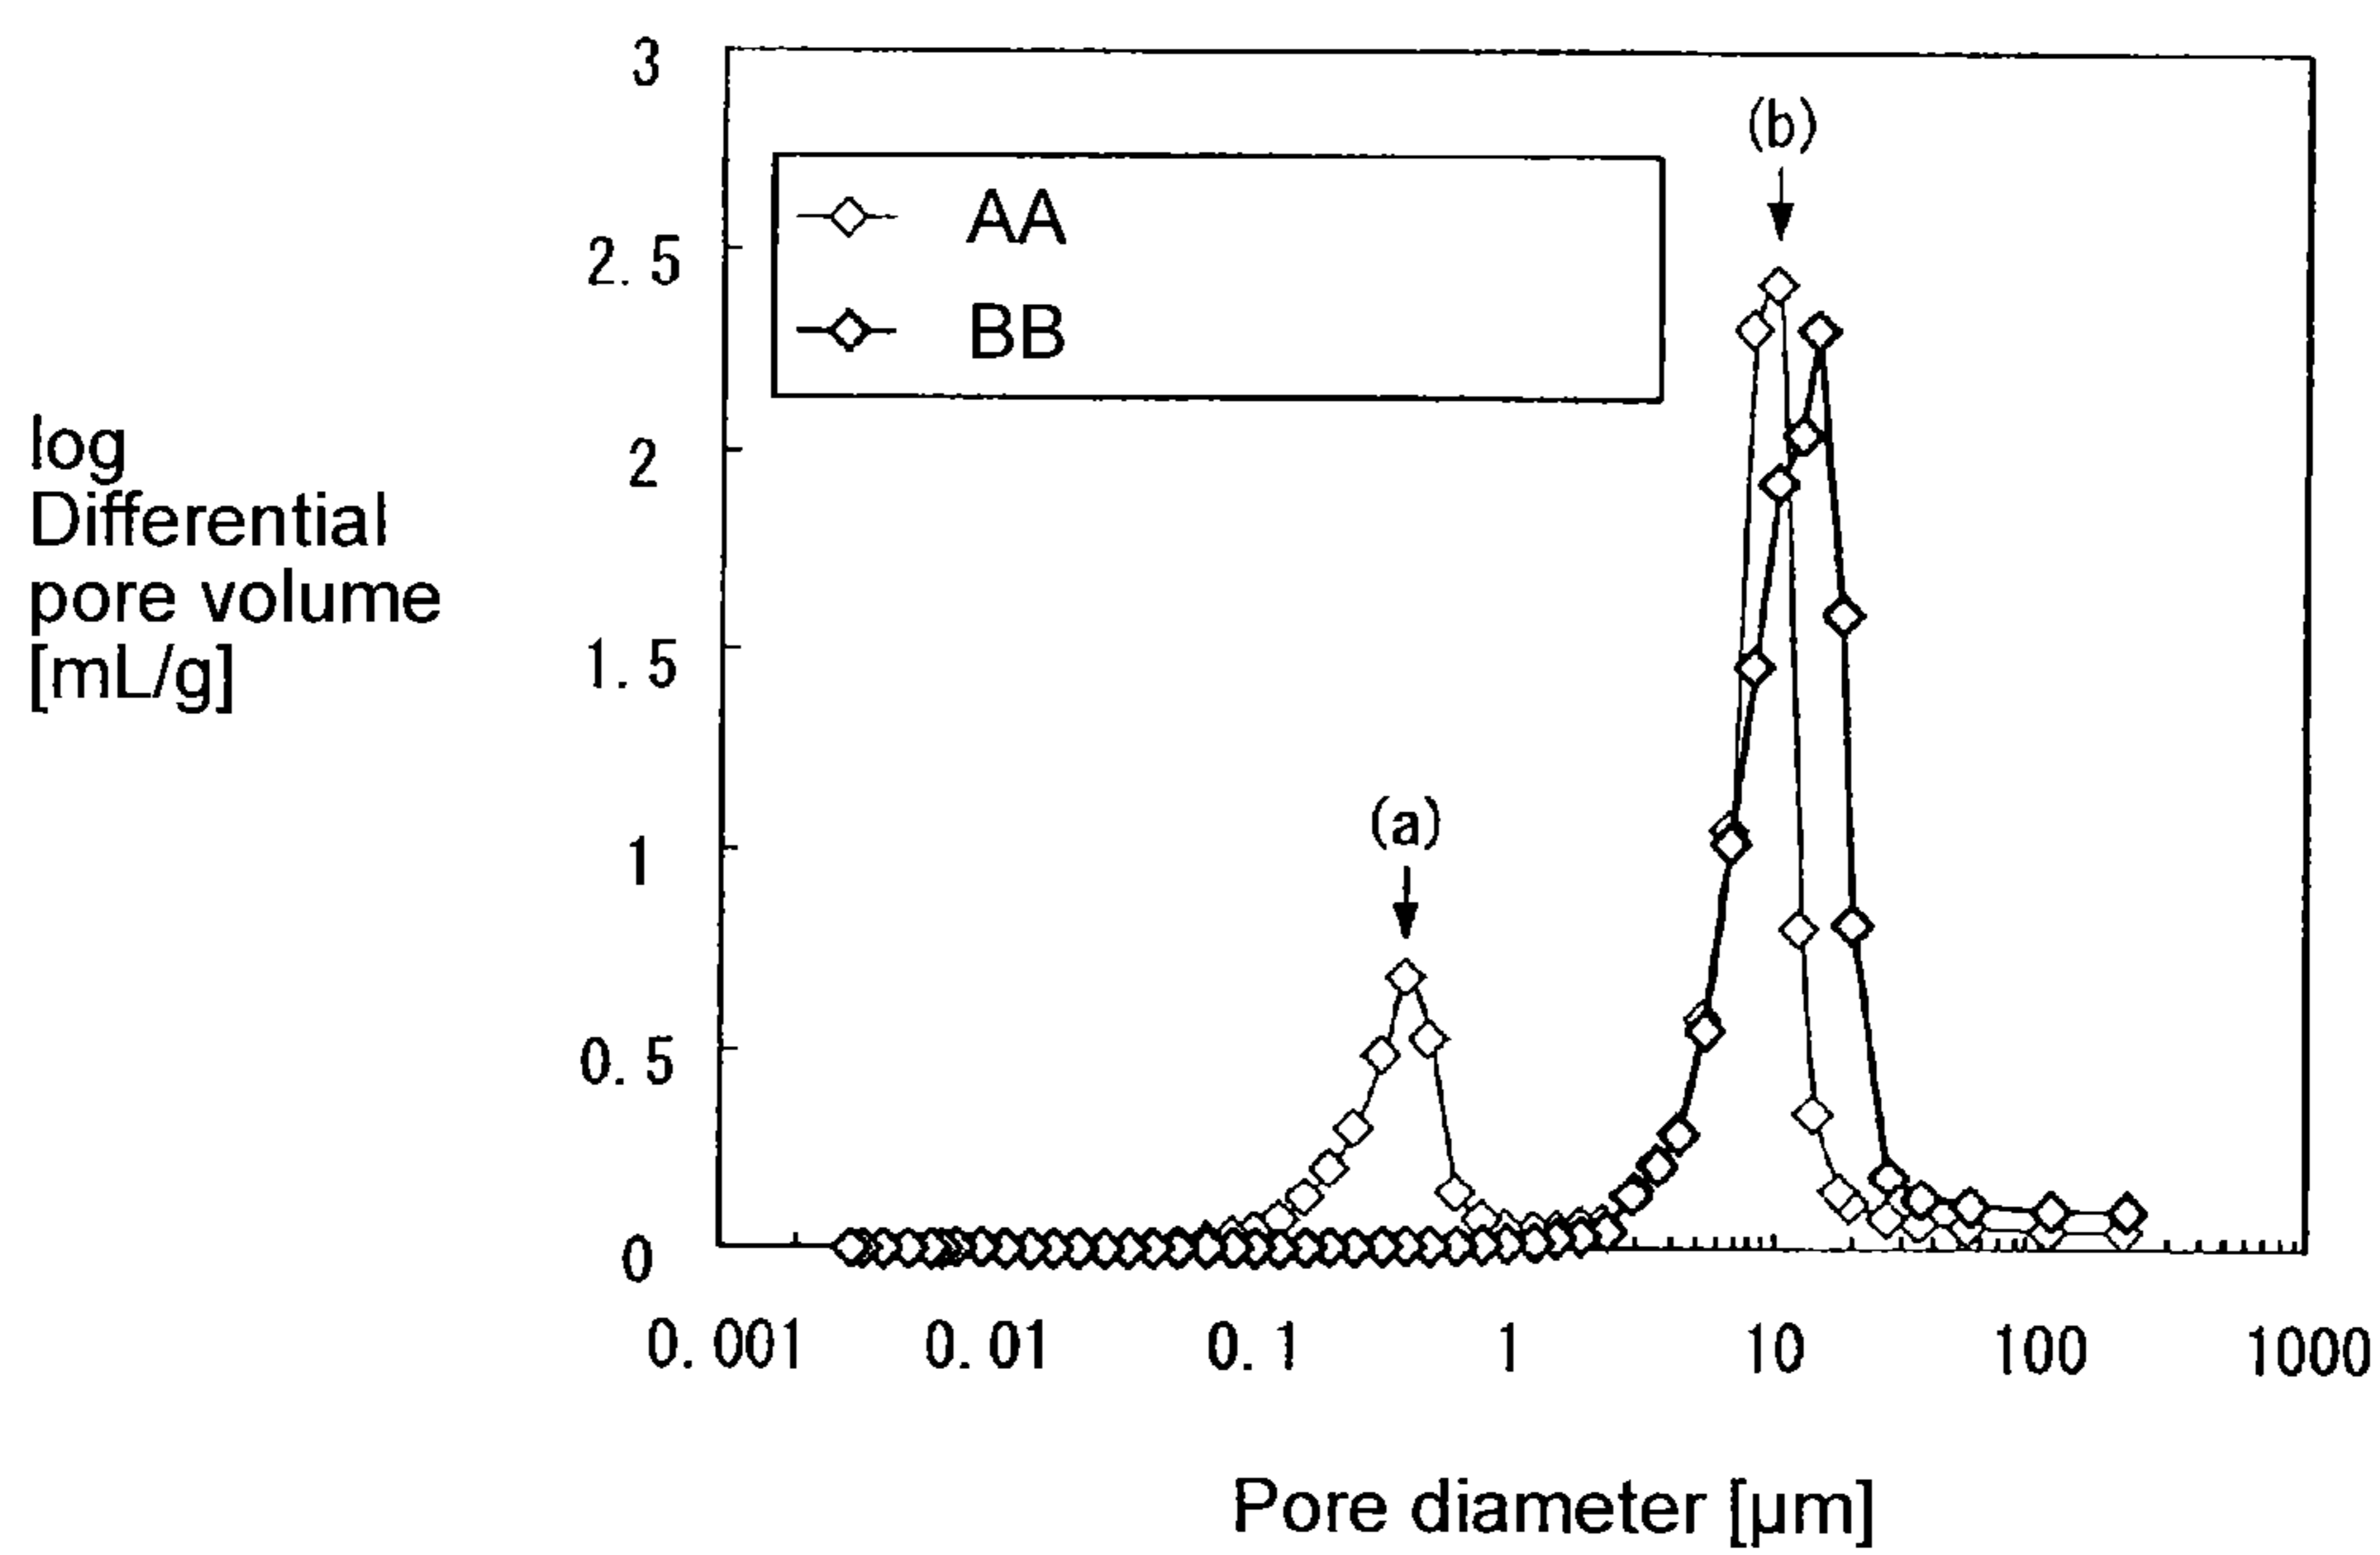 3
(b)
AA
2.5
BB
log
Differential
pore volume
[mL/g]
2
1.5
(a)
1
0.5
0
0.001 0.01 0.1 1 10 100 1000
Pore diameter [µm]